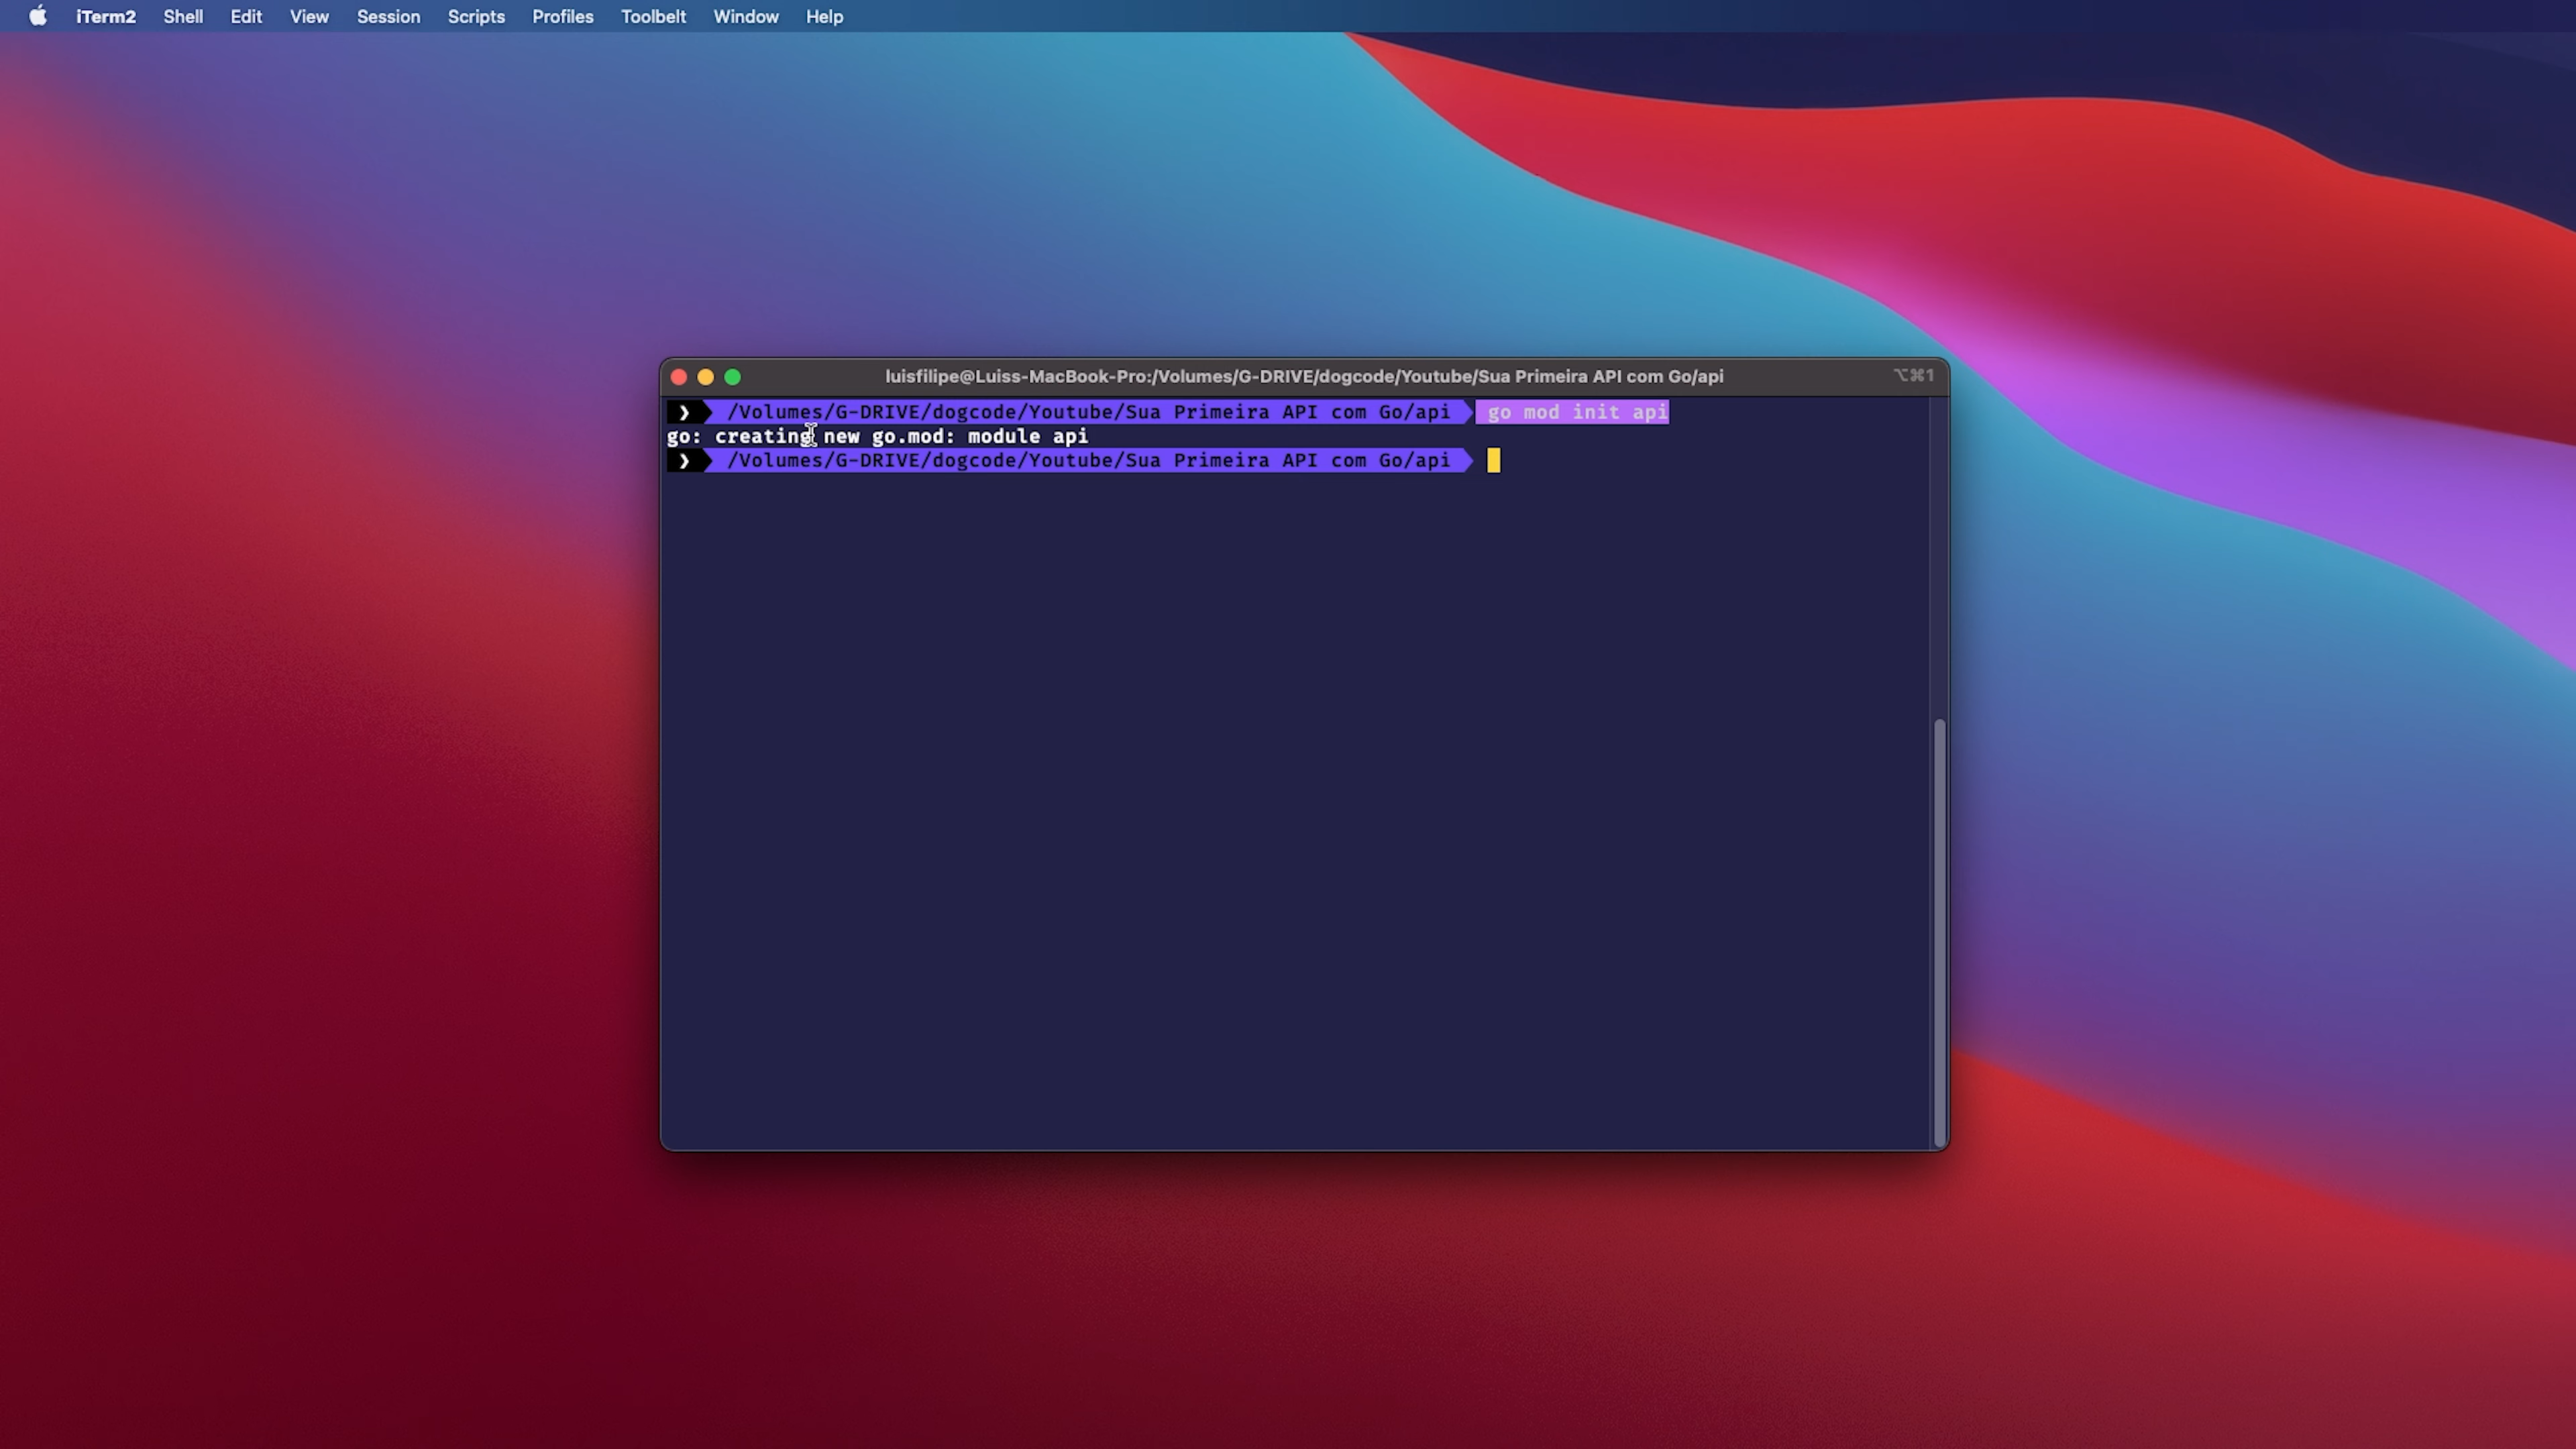 iTerm2 Shell Edit View Session Scripts Profiles Toolbelt Window Help
luisfilipe@Luiss-MacBook-Pro:/Volumes/G-DRIVE/dogcode/Youtube/Sua Primeira API com Go/api ⌥⌘1
❯ /Volumes/G-DRIVE/dogcode/Youtube/Sua Primeira API com Go/api go mod init api
go: creating new go.mod: module api
❯ /Volumes/G-DRIVE/dogcode/Youtube/Sua Primeira API com Go/api